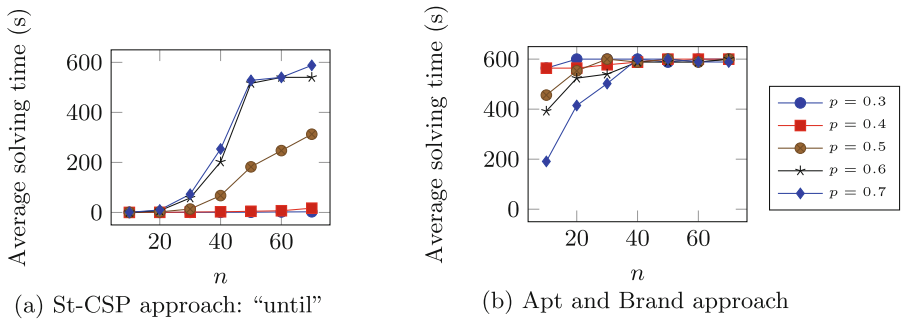 Average solving time (s)
600
400
200
0
20
40
60
n
(a) St-CSP approach: “until”
Average solving time (s)
600
400
200
0
20
40
60
n
(b) Apt and Brand approach
p = 0.3
p = 0.4
p = 0.5
p = 0.6
p = 0.7